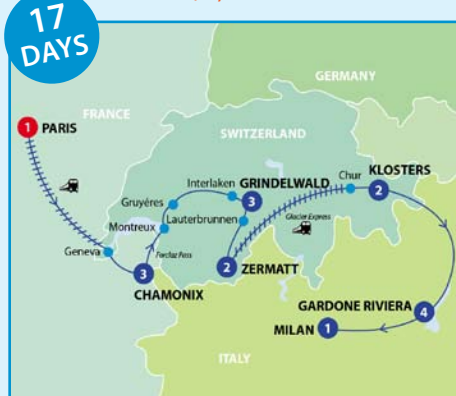 17
DAYS
GERMANY
FRANCE
1 PARIS
SWITZERLAND
KLOSTERS
Chur
2
Interlaken
GRINDELWALD
3
Gruyéres
Lauterbrunnen
Glacier Express
Montreux
Forclaz Pass
Geneva
3
2 ZERMATT
CHAMONIX
GARDONE RIVIERA
4
MILAN 1
ITALY